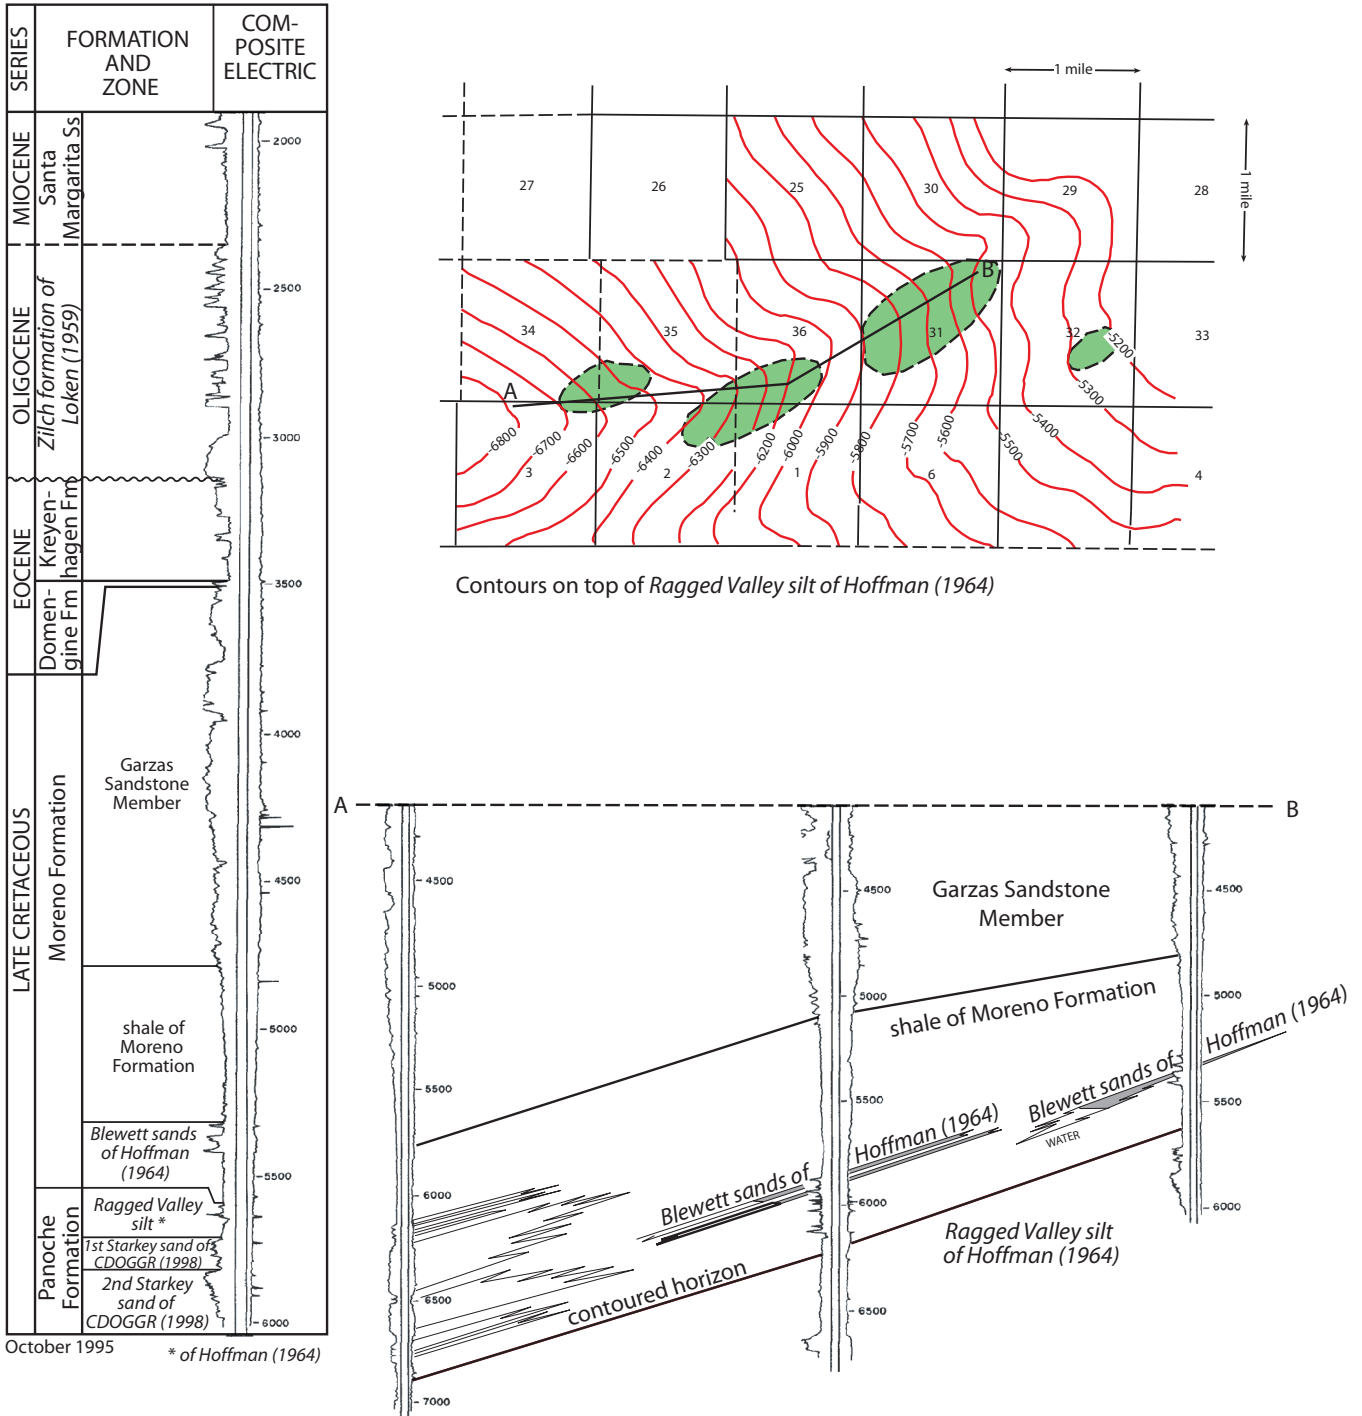 SERIES
FORMATION
AND
ZONE
COM-
POSITE
ELECTRIC
MIOCENE
Santa
Margarita Ss
OLIGOCENE
Zilch formation of
Loken (1959)
EOCENE
Kreyen-
hagen Fm
Domen-
gine Fm
LATE CRETACEOUS
Moreno Formation
Garzas
Sandstone
Member
shale of
Moreno
Formation
Blewett sands
of Hoffman
(1964)
Panoche
Formation
Ragged Valley
silt *
1st Starkey sand of
CDOGGR (1998)
2nd Starkey
sand of
CDOGGR (1998)
2000
2500
3000
3500
4000
4500
5000
5500
6000
October 1995
* of Hoffman (1964)
1 mile
1 mile
27
26
25
30
29
28
34
35
36
31
32
33
3
2
1
6
4
A
B
-6800
-6700
-6600
-6500
-6400
-6300
-6200
-6000
-5900
-5800
-5700
-5600
-5500
-5400
-5300
-5200
Contours on top of Ragged Valley silt of Hoffman (1964)
A
B
4500
5000
5500
6000
6500
7000
4500
5000
5500
6000
6500
4500
5000
5500
6000
Garzas Sandstone
Member
shale of Moreno Formation
Blewett sands of
Hoffman (1964)
Blewett sands of
Hoffman (1964)
WATER
contoured horizon
Ragged Valley silt
of Hoffman (1964)